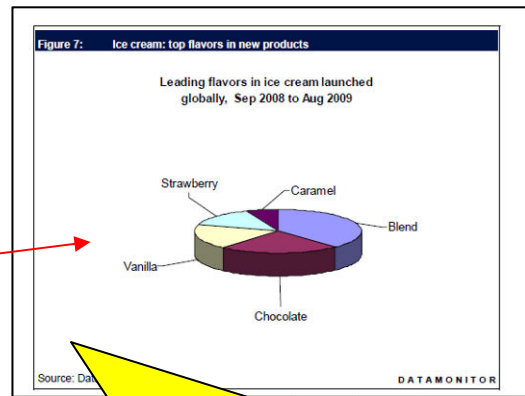 Figure 7: Ice cream: top flavors in new products
Leading flavors in ice cream launched
globally, Sep 2008 to Aug 2009
Strawberry
Caramel
Blend
Vanilla
Chocolate
Source:
DATAMONITOR